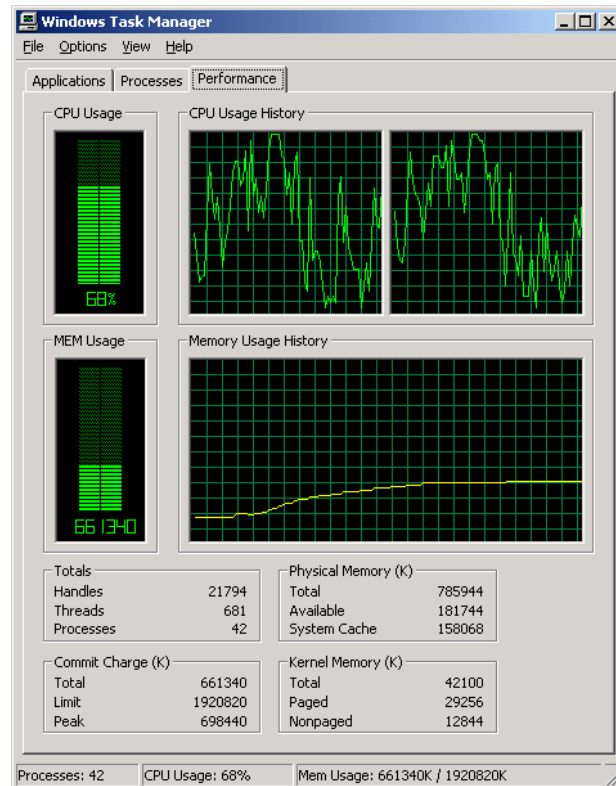 Windows Task Manager
File Options View Help
Applications Processes Performance
CPU Usage CPU Usage History
68%
MEM Usage Memory Usage History
661340
Totals
Handles 21794
Threads 681
Processes 42
Physical Memory (K)
Total 785944
Available 181744
System Cache 158068
Commit Charge (K)
Total 661340
Limit 1920820
Peak 698440
Kernel Memory (K)
Total 42100
Paged 29256
Nonpaged 12844
Processes: 42 CPU Usage: 68% Mem Usage: 661340K / 1920820K